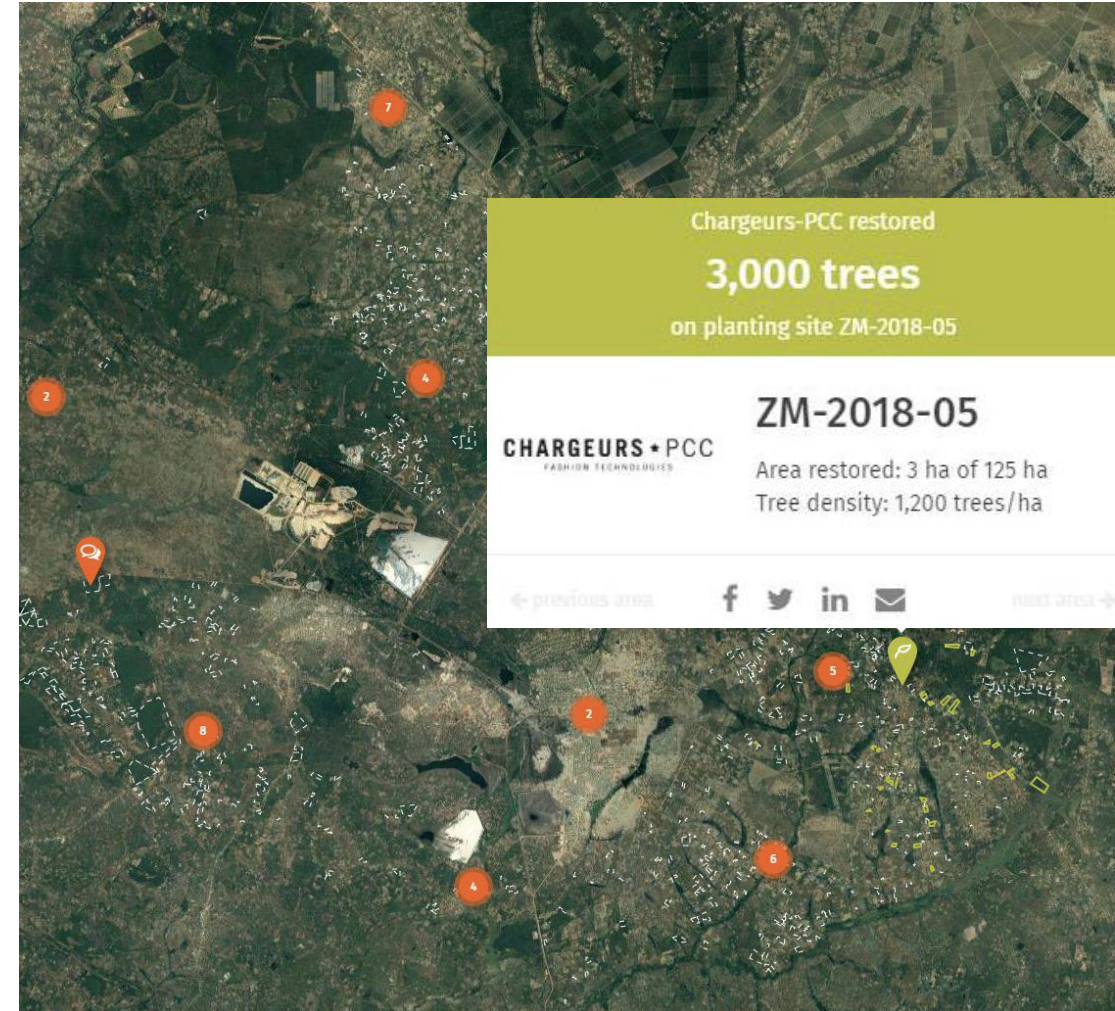 7
Chargeurs-PCC restored
3,000 trees
on planting site ZM-2018-05
4
2
ZM-2018-05
CHARGEURS ★ PCC
FASHION TECHNOLOGIES
Area restored: 3 ha of 125 ha
Tree density: 1,200 trees/ha
← previous area
next area →
5
2
8
6
4